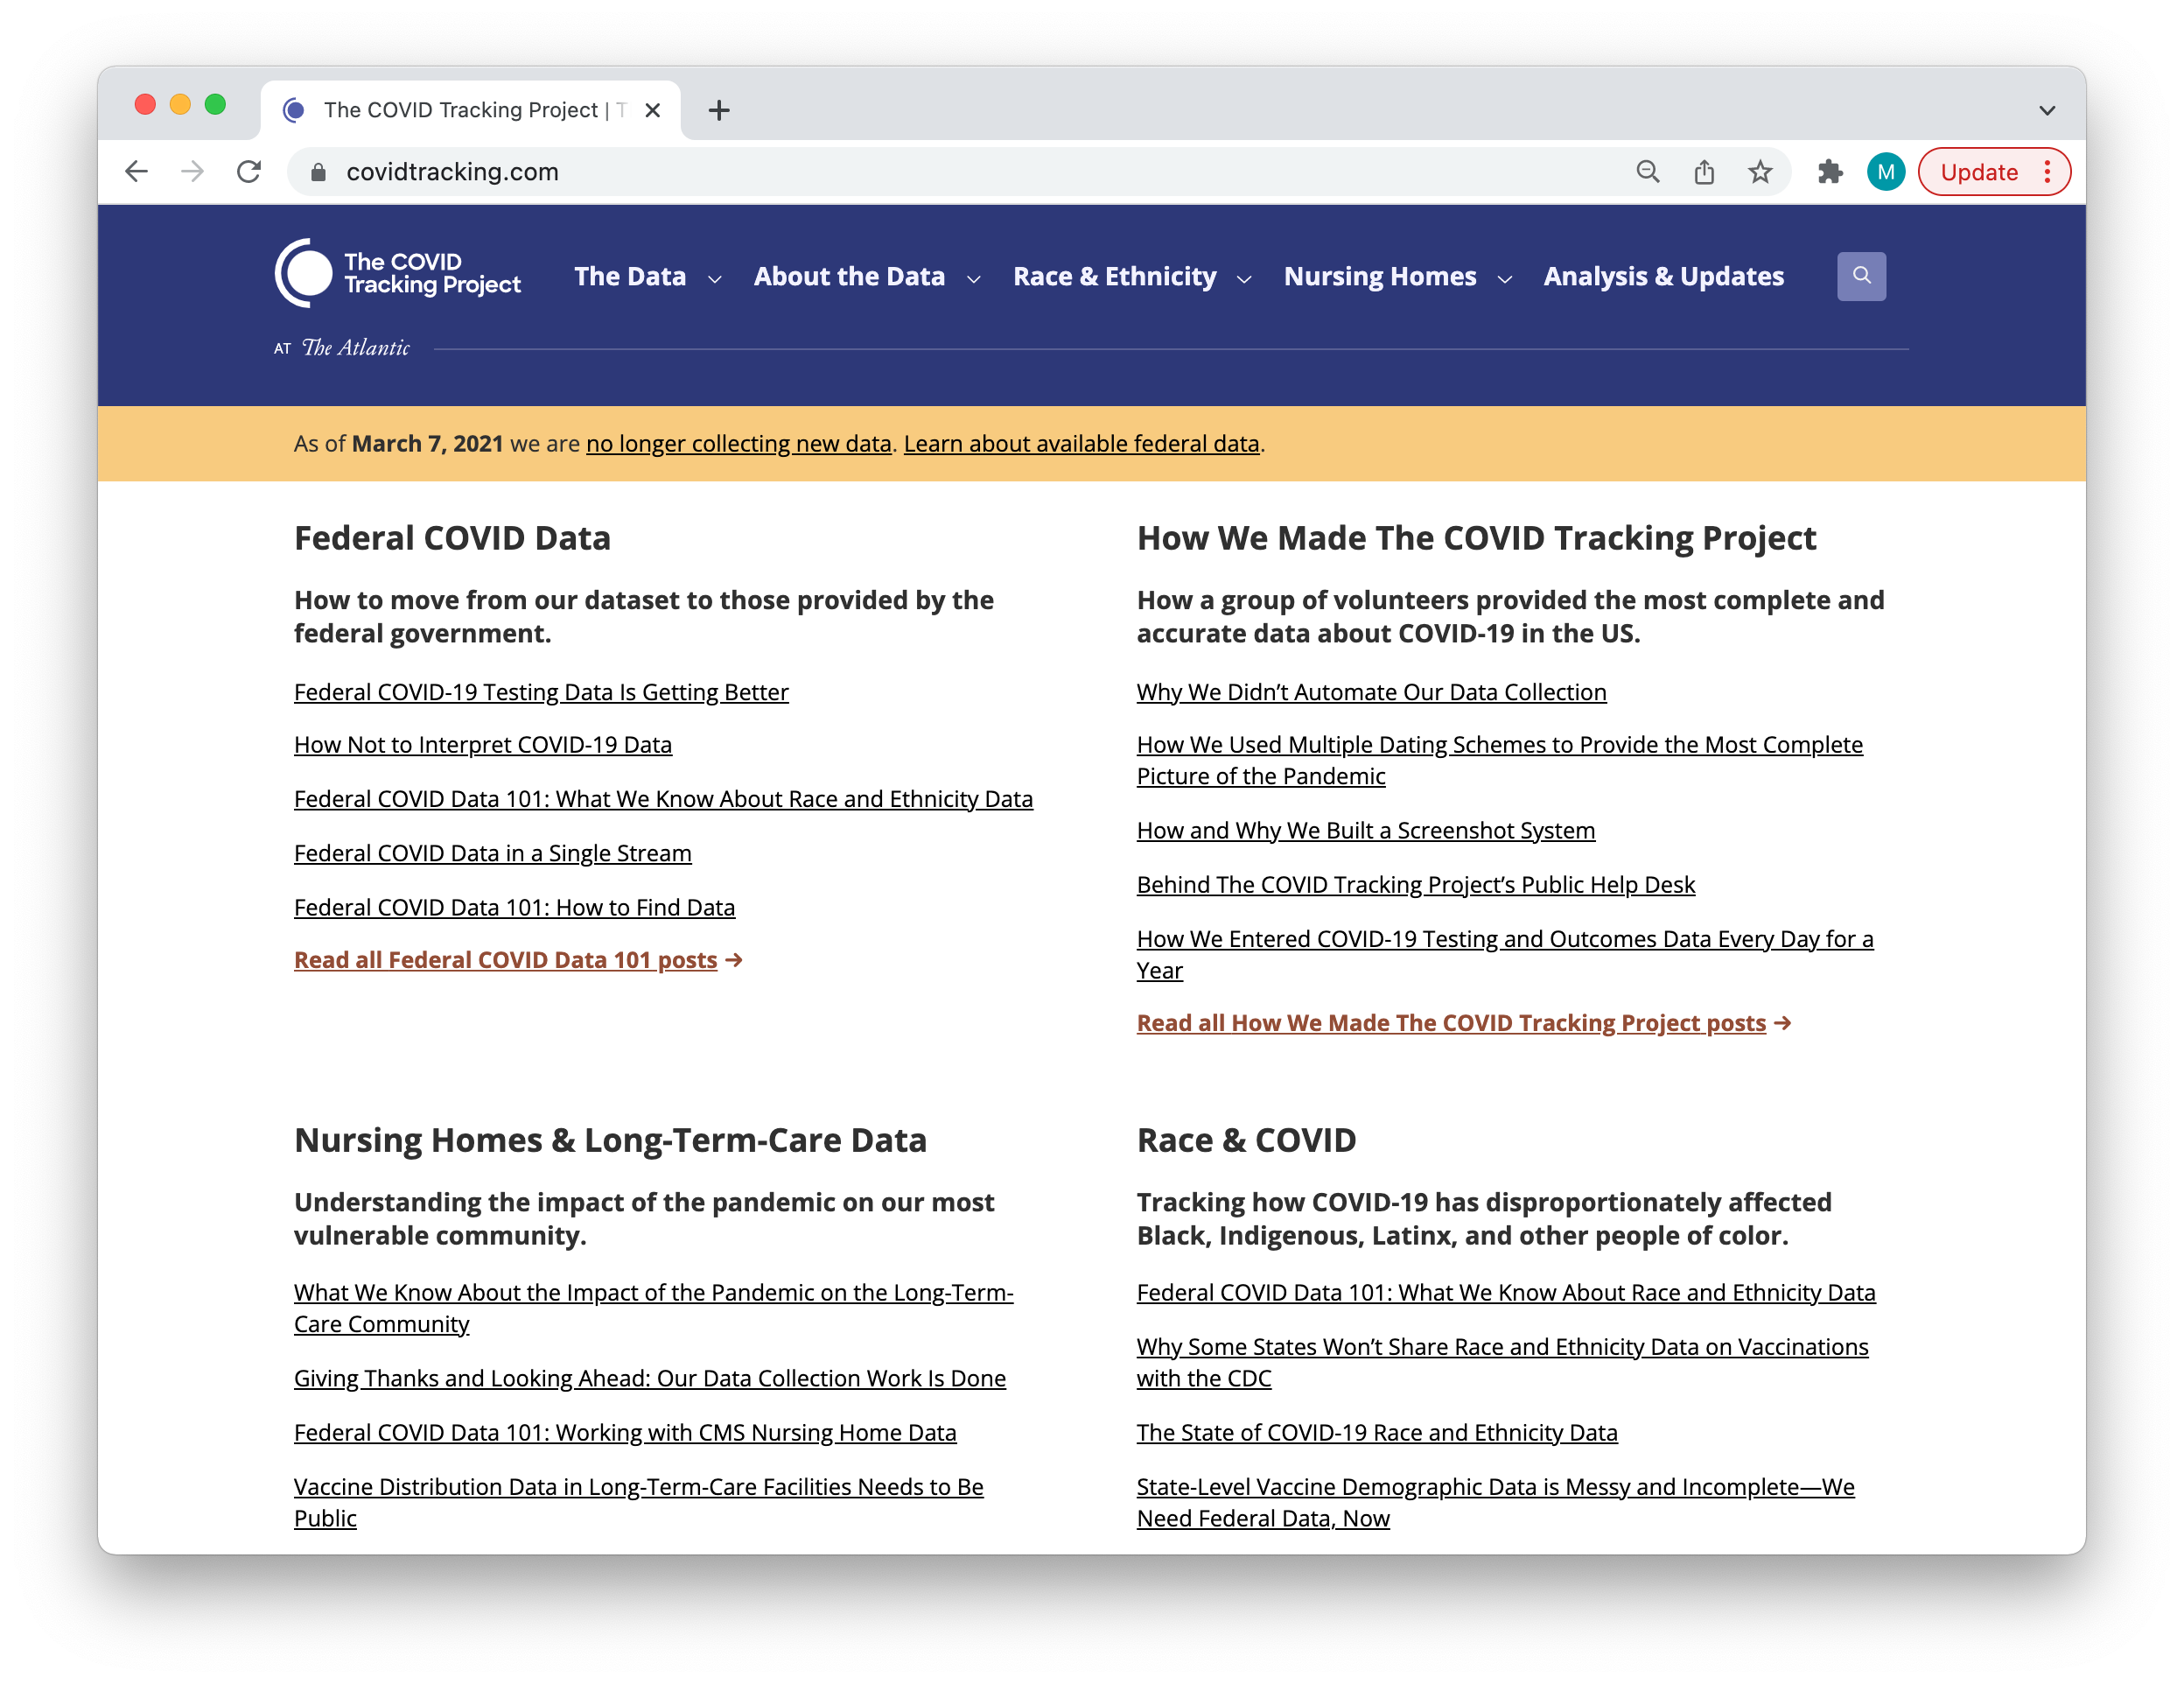 The COVID Tracking Project | T
covidtracking.com
M
Update
The COVID
Tracking Project
The Data
About the Data
Race & Ethnicity
Nursing Homes
Analysis & Updates
AT The Atlantic
As of March 7, 2021 we are no longer collecting new data. Learn about available federal data.
Federal COVID Data
How to move from our dataset to those provided by the
federal government.
Federal COVID-19 Testing Data Is Getting Better
How Not to Interpret COVID-19 Data
Federal COVID Data 101: What We Know About Race and Ethnicity Data
Federal COVID Data in a Single Stream
Federal COVID Data 101: How to Find Data
Read all Federal COVID Data 101 posts →
How We Made The COVID Tracking Project
How a group of volunteers provided the most complete and
accurate data about COVID-19 in the US.
Why We Didn’t Automate Our Data Collection
How We Used Multiple Dating Schemes to Provide the Most Complete
Picture of the Pandemic
How and Why We Built a Screenshot System
Behind The COVID Tracking Project’s Public Help Desk
How We Entered COVID-19 Testing and Outcomes Data Every Day for a
Year
Read all How We Made The COVID Tracking Project posts →
Nursing Homes & Long-Term-Care Data
Understanding the impact of the pandemic on our most
vulnerable community.
What We Know About the Impact of the Pandemic on the Long-Term-
Care Community
Giving Thanks and Looking Ahead: Our Data Collection Work Is Done
Federal COVID Data 101: Working with CMS Nursing Home Data
Vaccine Distribution Data in Long-Term-Care Facilities Needs to Be
Public
Race & COVID
Tracking how COVID-19 has disproportionately affected
Black, Indigenous, Latinx, and other people of color.
Federal COVID Data 101: What We Know About Race and Ethnicity Data
Why Some States Won’t Share Race and Ethnicity Data on Vaccinations
with the CDC
The State of COVID-19 Race and Ethnicity Data
State-Level Vaccine Demographic Data is Messy and Incomplete—We
Need Federal Data, Now